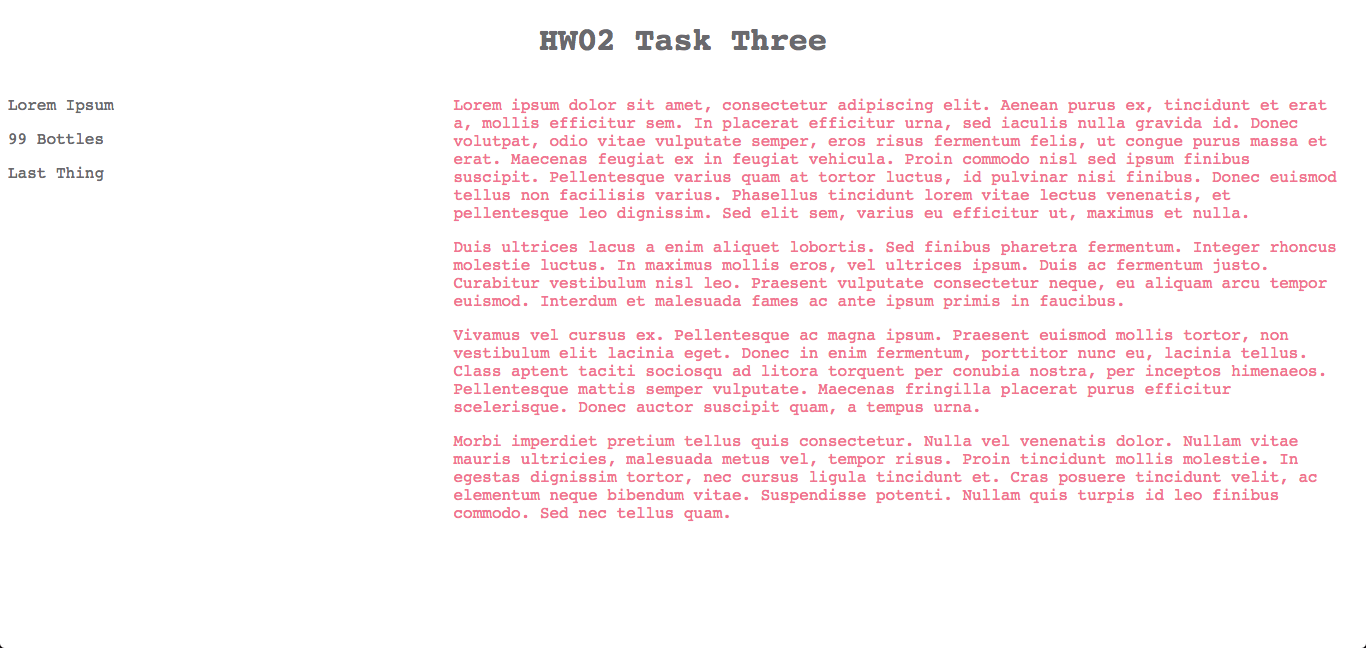 HW02 Task Three
Lorem Ipsum
99 Bottles
Last Thing
Lorem ipsum dolor sit amet, consectetur adipiscing elit. Aenean purus ex, tincidunt et erat
a, mollis efficitur sem. In placerat efficitur urna, sed iaculis nulla gravida id. Donec
volutpat, odio vitae vulputate semper, eros risus fermentum felis, ut congue purus massa et
erat. Maecenas feugiat ex in feugiat vehicula. Proin commodo nisl sed ipsum finibus
suscipit. Pellentesque varius quam at tortor luctus, id pulvinar nisi finibus. Donec euismod
tellus non facilisis varius. Phasellus tincidunt lorem vitae lectus venenatis, et
pellentesque leo dignissim. Sed elit sem, varius eu efficitur ut, maximus et nulla.
Duis ultrices lacus a enim aliquet lobortis. Sed finibus pharetra fermentum. Integer rhoncus
molestie luctus. In maximus mollis eros, vel ultrices ipsum. Duis ac fermentum justo.
Curabitur vestibulum nisl leo. Praesent vulputate consectetur neque, eu aliquam arcu tempor
euismod. Interdum et malesuada fames ac ante ipsum primis in faucibus.
Vivamus vel cursus ex. Pellentesque ac magna ipsum. Praesent euismod mollis tortor, non
vestibulum elit lacinia eget. Donec in enim fermentum, porttitor nunc eu, lacinia tellus.
Class aptent taciti sociosqu ad litora torquent per conubia nostra, per inceptos himenaeos.
Pellentesque mattis semper vulputate. Maecenas fringilla placerat purus efficitur
scelerisque. Donec auctor suscipit quam, a tempus urna.
Morbi imperdiet pretium tellus quis consectetur. Nulla vel venenatis dolor. Nullam vitae
mauris ultricies, malesuada metus vel, tempor risus. Proin tincidunt mollis molestie. In
egestas dignissim tortor, nec cursus ligula tincidunt et. Cras posuere tincidunt velit, ac
elementum neque bibendum vitae. Suspendisse potenti. Nullam quis turpis id leo finibus
commodo. Sed nec tellus quam.